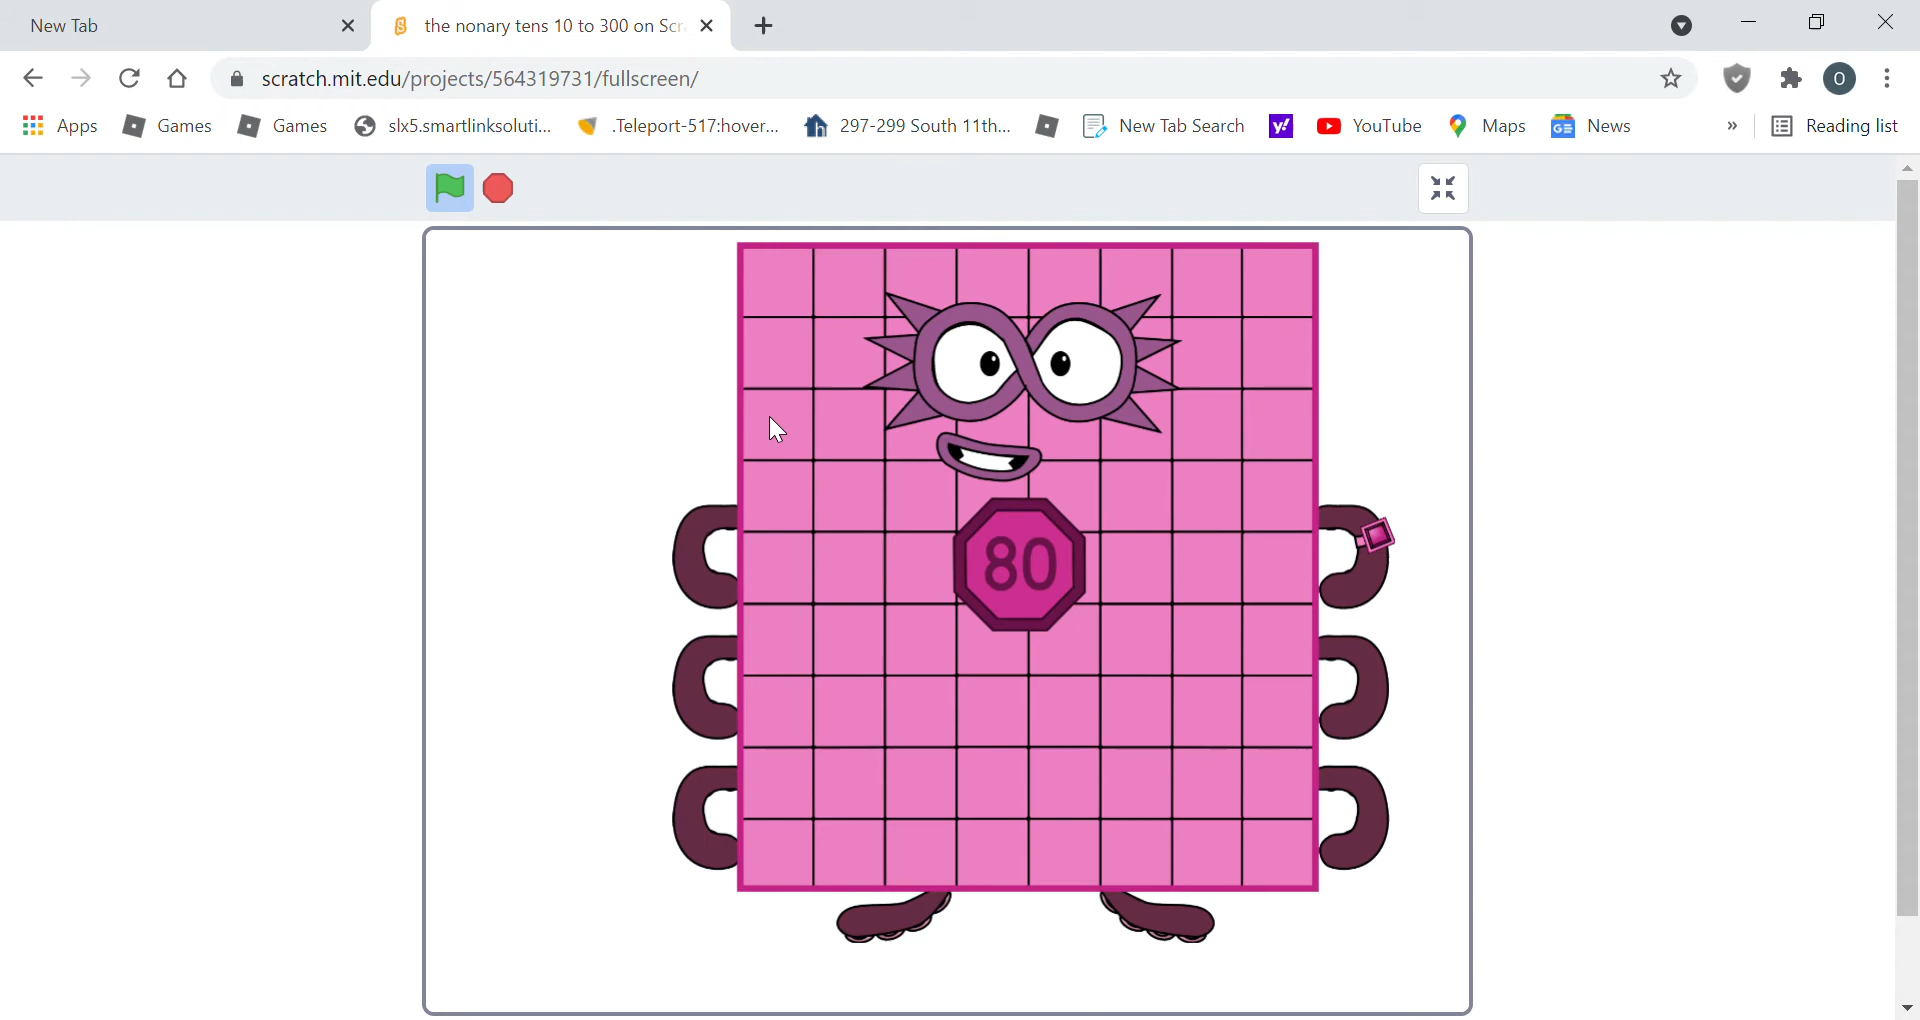 New Tab
the nonary tens 10 to 300 on Scr
scratch.mit.edu/projects/564319731/fullscreen/
O
Apps Games Games slx5.smartlinksoluti... .Teleport-517:hover... 297-299 South 11th... New Tab Search y! YouTube Maps GE News » Reading list
80